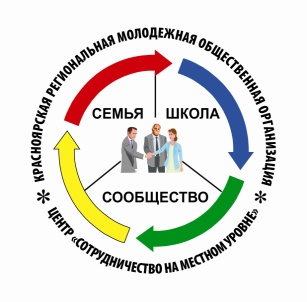 КРАСНОЯРСКАЯ РЕГИОНАЛЬНАЯ МОЛОДЕЖНАЯ ОБЩЕСТВЕННАЯ ОРГАНИЗАЦИЯ
СЕМЬЯ ШКОЛА
СООБЩЕСТВО
ЦЕНТР «СОТРУДНИЧЕСТВО НА МЕСТНОМ УРОВНЕ»